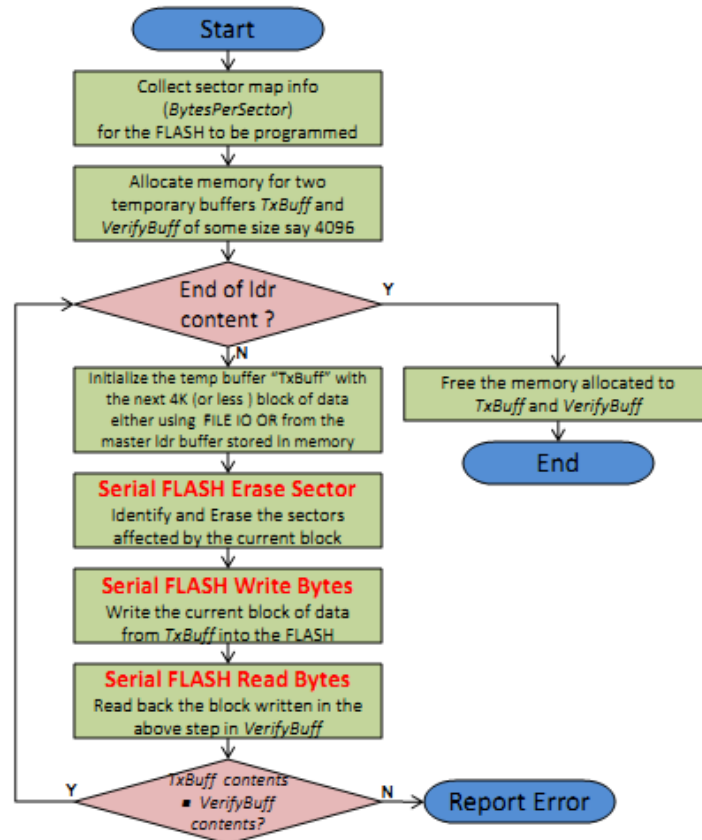 Start
Collect sector map info
(BytesPerSector)
for the FLASH to be programmed
Allocate memory for two
temporary buffers TxBuff and
VerifyBuff of some size say 4096
End of ldr
content ?
Y
N
Initialize the temp buffer “TxBuff” with
the next 4K (or less ) block of data
either using FILE IO OR from the
master ldr buffer stored in memory
Free the memory allocated to
TxBuff and VerifyBuff
End
Serial FLASH Erase Sector
Identify and Erase the sectors
affected by the current block
Serial FLASH Write Bytes
Write the current block of data
from TxBuff into the FLASH
Serial FLASH Read Bytes
Read back the block written in the
above step in VerifyBuff
Y
TxBuff contents
= VerifyBuff
contents?
N
Report Error